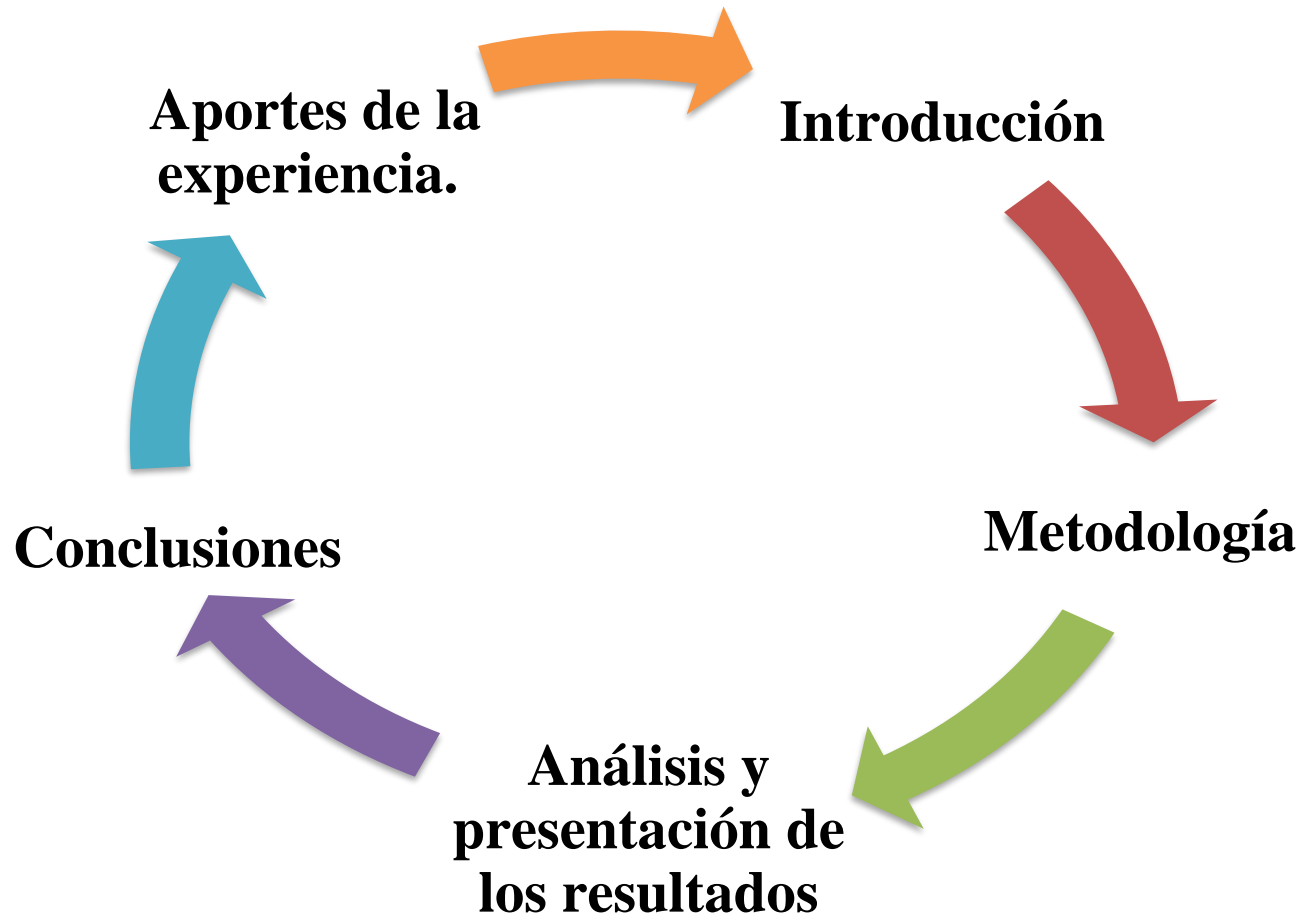 Aportes de la
experiencia.
Introducción
Metodología
Análisis y
presentación de
los resultados
Conclusiones